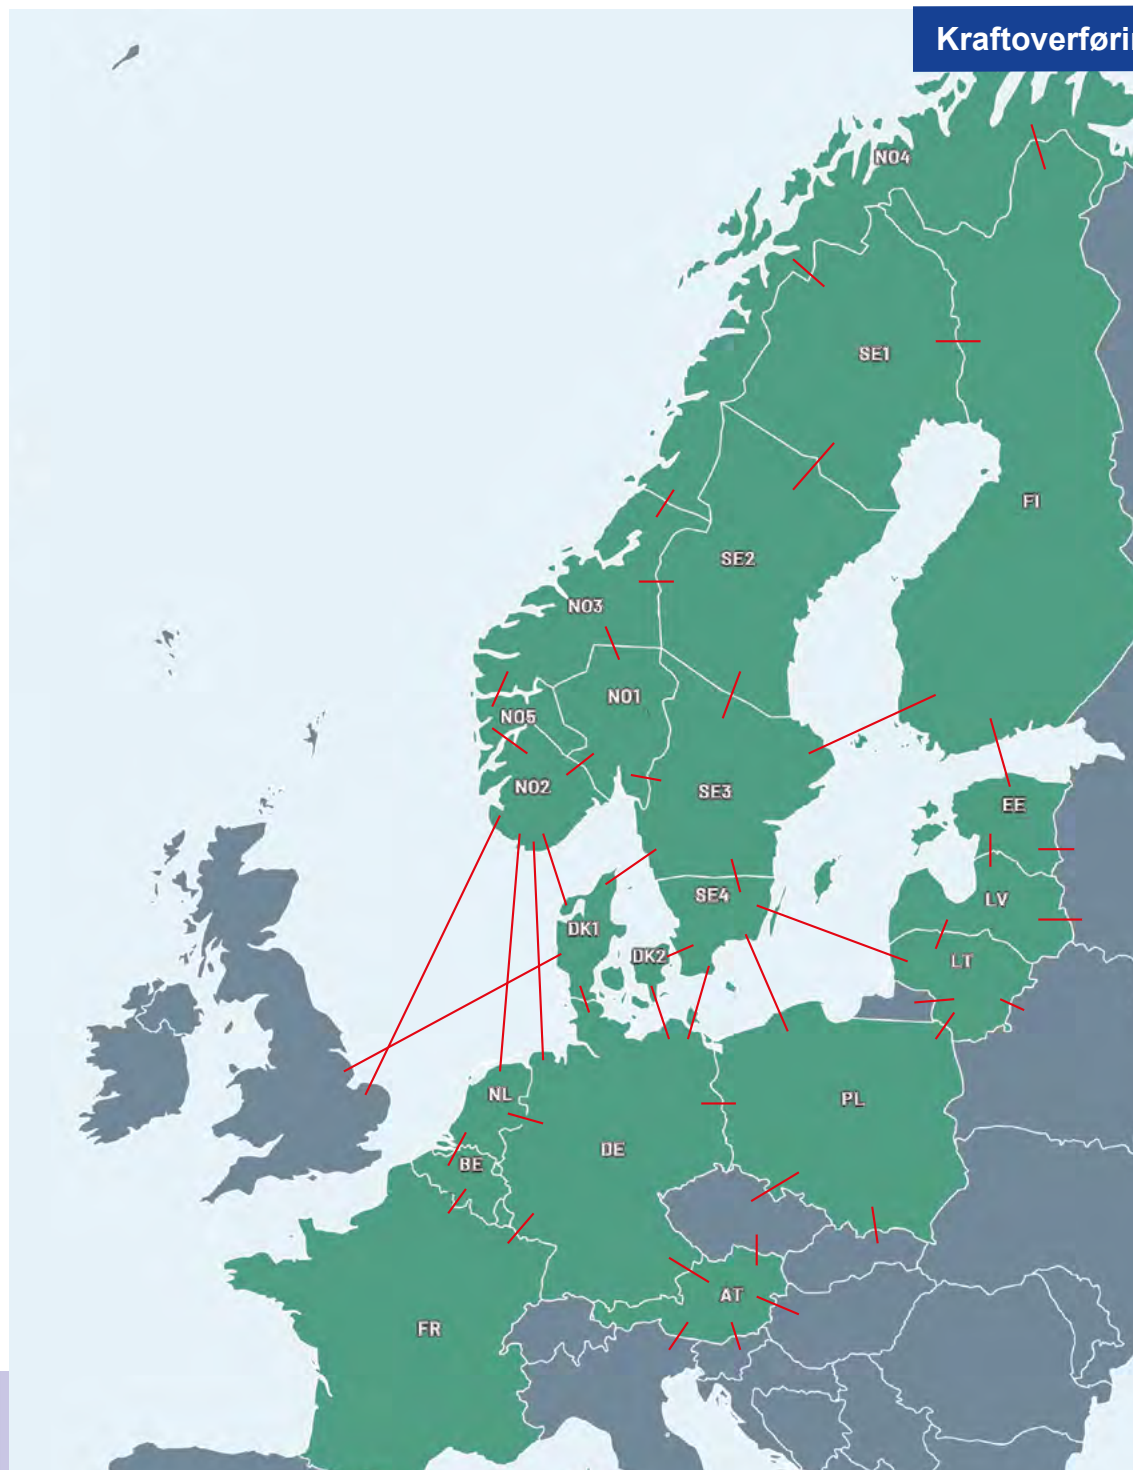 Kraftoverførin
NO4
SE1
FI
SE2
NO3
NO1
NO5
NO2
SE3
EE
SE4
LV
DK1
DK2
LT
NL
PL
DE
BE
AT
FR